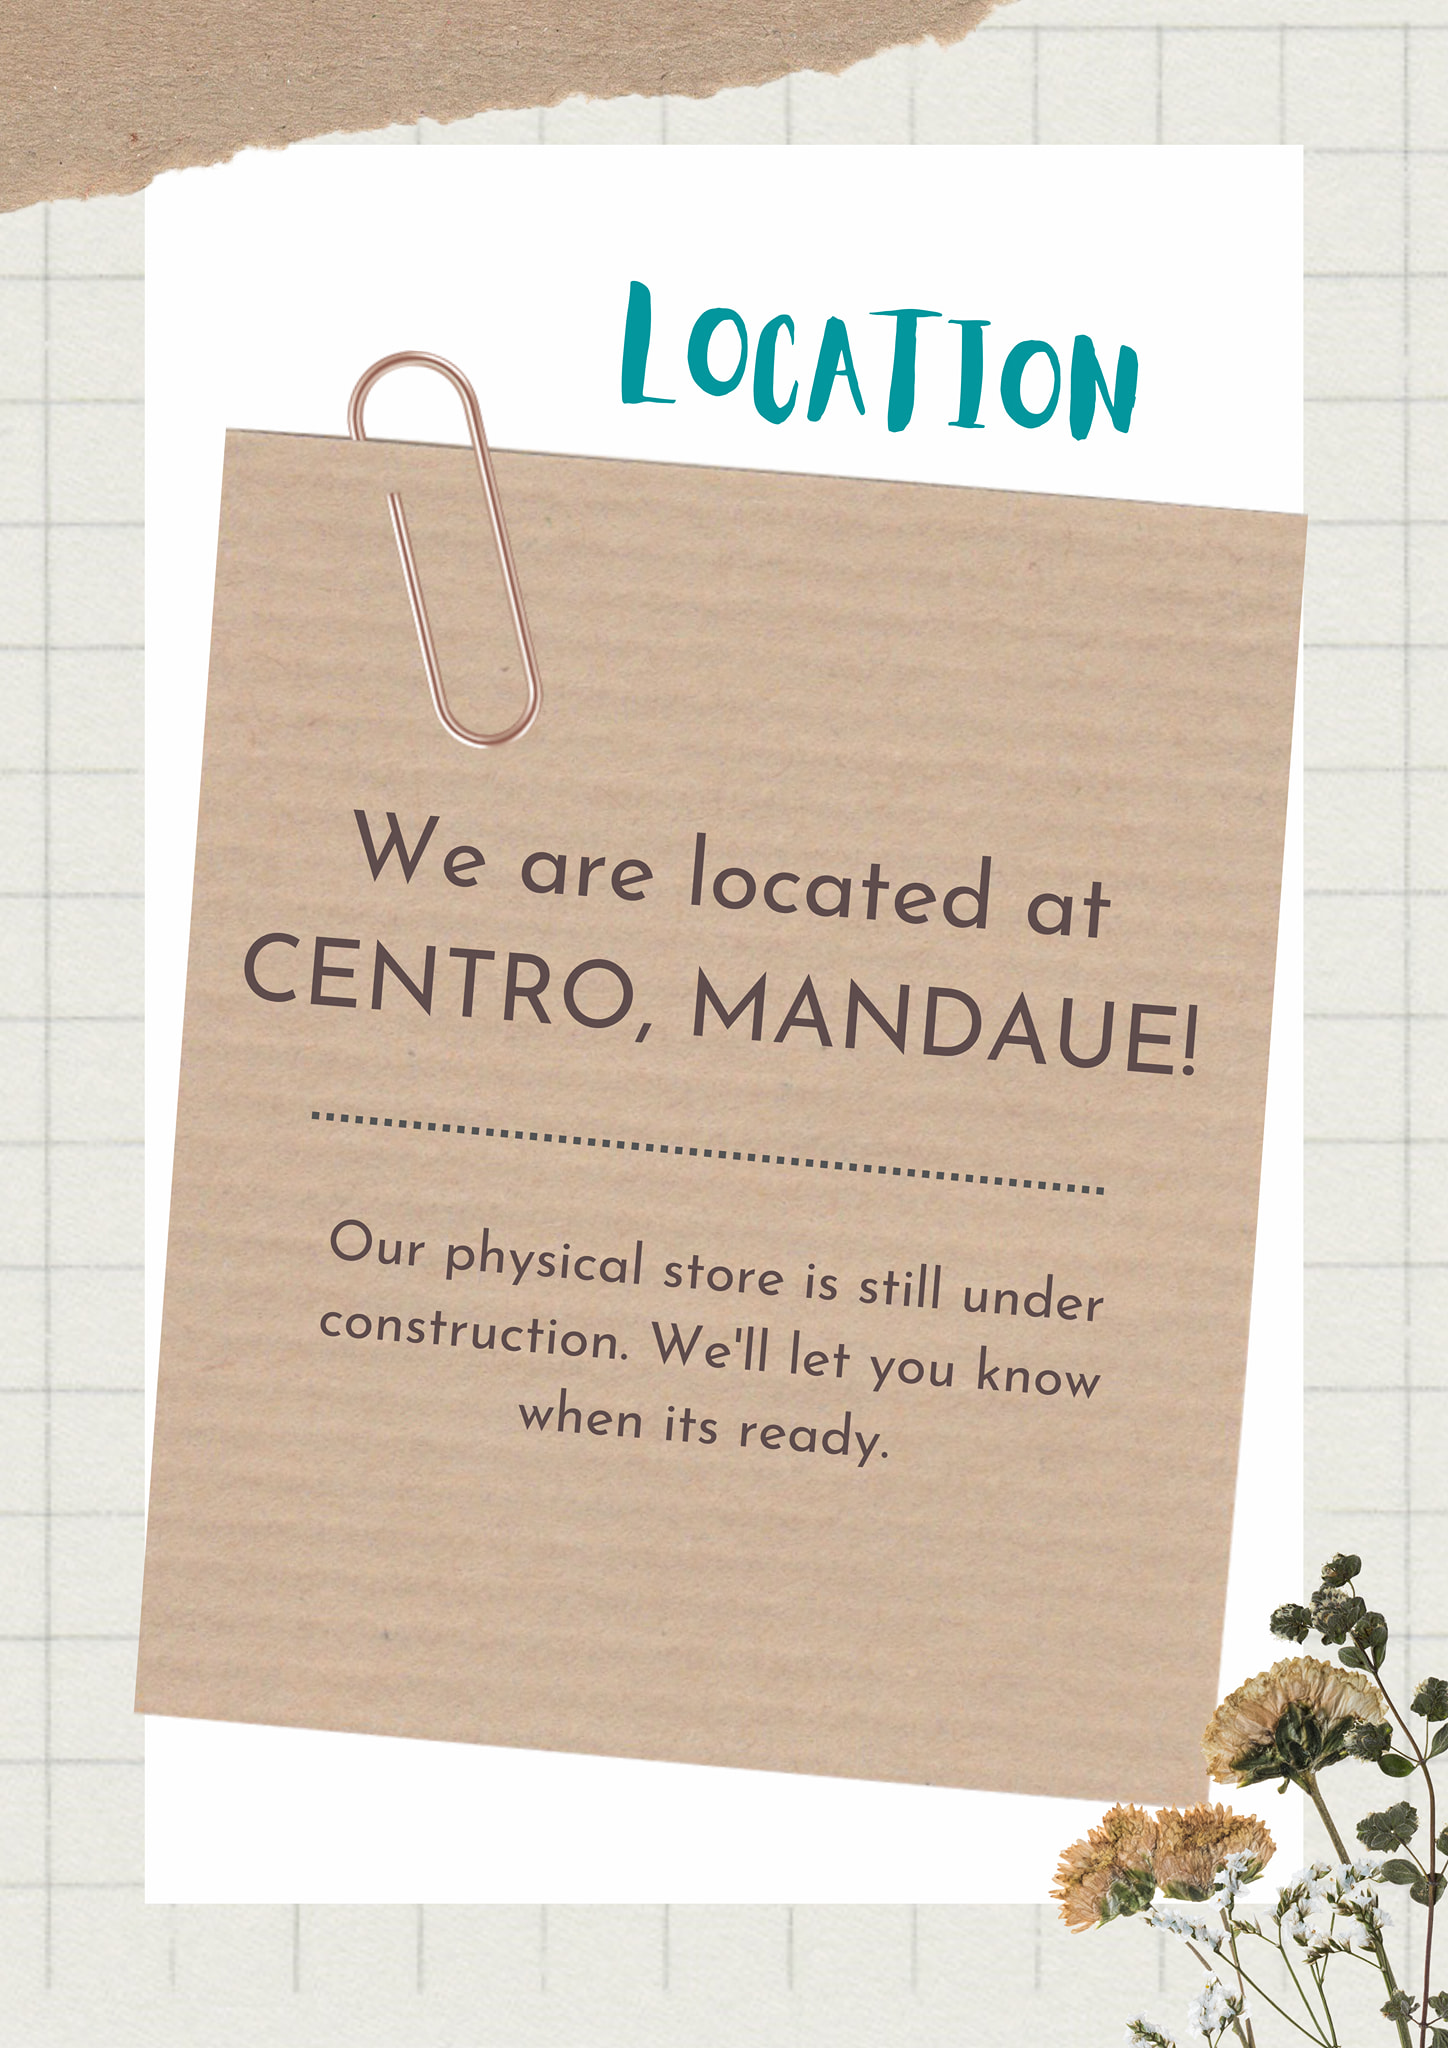 LOCATION
We are located at
CENTRO, MANDAUE!
Our physical store is still under
construction. We'll let you know
when its ready.